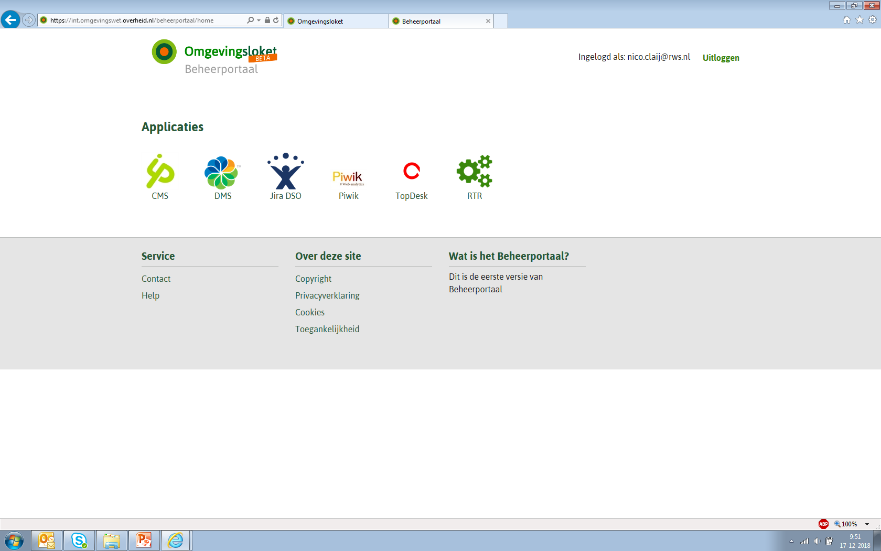 https://int.omgevingswet.overheid.nl/beheerportaal/home
Omgevingsloket
Beheerportaal
Omgevingsloket
BETA
Beheerportaal
Ingelogd als: nico.claij@rws.nl
Uitloggen
Applicaties
Piwik
CMS
DMS
Jira DSO
Piwik
TopDesk
RTR
Service
Contact
Help
Over deze site
Copyright
Privacyverklaring
Cookies
Toegankelijkheid
Wat is het Beheerportaal?
Dit is de eerste versie van
Beheerportaal
ABP
100%
9:51
17-12-2018